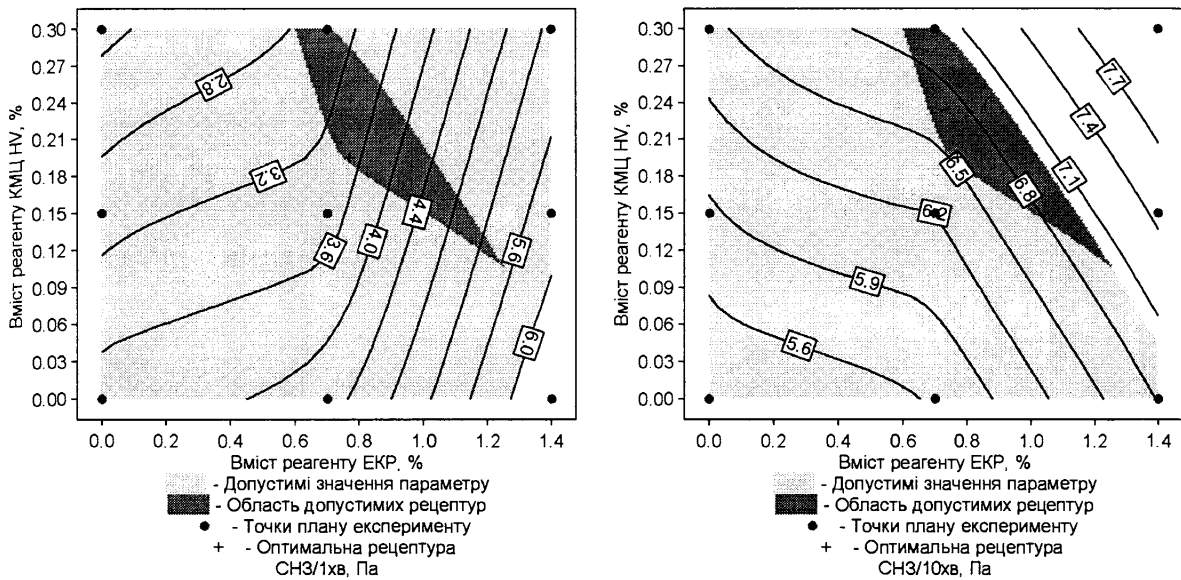 0.30
0.27
0.24
0.21
0.18
0.15
0.12
0.09
0.06
0.03
0.00
Вміст реагенту КМЦ HV, %
2.8
3.2
3.6
4.0
4.4
5.6
6.0
0.0 0.2 0.4 0.6 0.8 1.0 1.2 1.4
Вміст реагенту ЕКР, %
- Допустимі значення параметру
- Область допустимих рецептур
- Точки плану експерименту
+ - Оптимальна рецептура
СНЗ/1хв, Па
0.30
0.27
0.24
0.21
0.18
0.15
0.12
0.09
0.06
0.03
0.00
Вміст реагенту КМЦ HV, %
5.6
5.9
6.2
6.5
6.8
7.1
7.4
7.7
0.0 0.2 0.4 0.6 0.8 1.0 1.2 1.4
Вміст реагенту ЕКР, %
- Допустимі значення параметру
- Область допустимих рецептур
- Точки плану експерименту
+ - Оптимальна рецептура
СНЗ/10хв, Па